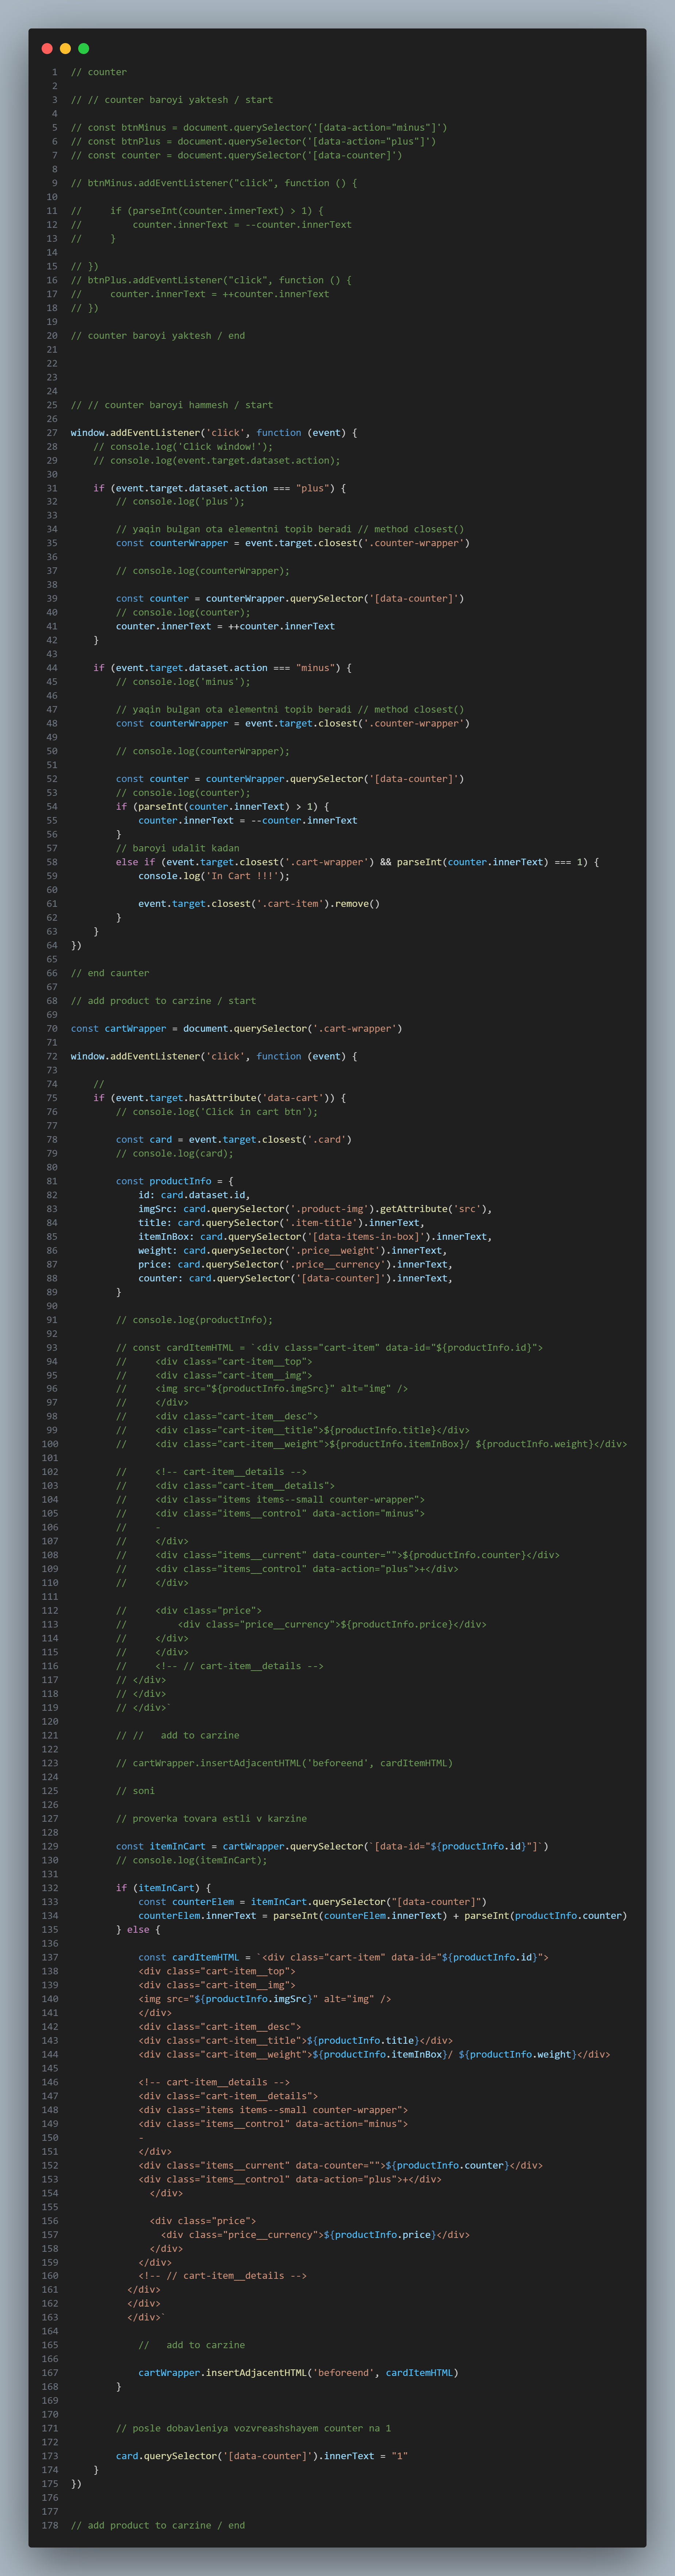 1 // counter
2
3 // // counter baroyi yaktesh / start
4
5 // const btnMinus = document.querySelector('[data-action="minus"]')
6 // const btnPlus = document.querySelector('[data-action="plus"]')
7 // const counter = document.querySelector('[data-counter]')
8
9 // btnMinus.addEventListener("click", function () {
10
11 //     if (parseInt(counter.innerText) > 1) {
12 //         counter.innerText = --counter.innerText
13 //     }
14
15 // })
16 // btnPlus.addEventListener("click", function () {
17 //     counter.innerText = ++counter.innerText
18 // })
19
20 // counter baroyi yaktesh / end
21
22
23
24
25 // // counter baroyi hammesh / start
26
27 window.addEventListener('click', function (event) {
28     // console.log('Click window!');
29     // console.log(event.target.dataset.action);
30
31     if (event.target.dataset.action === "plus") {
32         // console.log('plus');
33
34         // yaqin bulgan ota elementni topib beradi // method closest()
35         const counterWrapper = event.target.closest('.counter-wrapper')
36
37         // console.log(counterWrapper);
38
39         const counter = counterWrapper.querySelector('[data-counter]')
40         // console.log(counter);
41         counter.innerText = ++counter.innerText
42     }
43
44     if (event.target.dataset.action === "minus") {
45         // console.log('minus');
46
47         // yaqin bulgan ota elementni topib beradi // method closest()
48         const counterWrapper = event.target.closest('.counter-wrapper')
49
50         // console.log(counterWrapper);
51
52         const counter = counterWrapper.querySelector('[data-counter]')
53         // console.log(counter);
54         if (parseInt(counter.innerText) > 1) {
55             counter.innerText = --counter.innerText
56         }
57         // baroyi udalit kadan
58         else if (event.target.closest('.cart-wrapper') && parseInt(counter.innerText) === 1) {
59             console.log('In Cart !!!');
60
61             event.target.closest('.cart-item').remove()
62         }
63     }
64 })
65
66 // end caunter
67
68 // add product to carzine / start
69
70 const cartWrapper = document.querySelector('.cart-wrapper')
71
72 window.addEventListener('click', function (event) {
73
74     //
75     if (event.target.hasAttribute('data-cart')) {
76         // console.log('Click in cart btn');
77
78         const card = event.target.closest('.card')
79         // console.log(card);
80
81         const productInfo = {
82             id: card.dataset.id,
83             imgSrc: card.querySelector('.product-img').getAttribute('src'),
84             title: card.querySelector('.item-title').innerText,
85             itemInBox: card.querySelector('[data-items-in-box]').innerText,
86             weight: card.querySelector('.price__weight').innerText,
87             price: card.querySelector('.price__currency').innerText,
88             counter: card.querySelector('[data-counter]').innerText,
89         }
90
91         // console.log(productInfo);
92
93         // const cardItemHTML = `<div class="cart-item" data-id="${productInfo.id}">
94         //     <div class="cart-item__top">
95         //     <div class="cart-item__img">
96         //     <img src="${productInfo.imgSrc}" alt="img" />
97         //     </div>
98         //     <div class="cart-item__desc">
99         //     <div class="cart-item__title">${productInfo.title}</div>
100         //     <div class="cart-item__weight">${productInfo.itemInBox}/ ${productInfo.weight}</div>
101
102         //     <!-- cart-item__details -->
103         //     <div class="cart-item__details">
104         //     <div class="items items--small counter-wrapper">
105         //     <div class="items__control" data-action="minus">
106         //     -
107         //     </div>
108         //     <div class="items__current" data-counter="">${productInfo.counter}</div>
109         //     <div class="items__control" data-action="plus">+</div>
110         //     </div>
111
112         //     <div class="price">
113         //         <div class="price__currency">${productInfo.price}</div>
114         //     </div>
115         //     </div>
116         //     <!-- // cart-item__details -->
117         // </div>
118         // </div>
119         // </div>`
120
121         // //   add to carzine
122
123         // cartWrapper.insertAdjacentHTML('beforeend', cardItemHTML)
124
125         // soni
126
127         // proverka tovara estli v karzine
128
129         const itemInCart = cartWrapper.querySelector(`[data-id="${productInfo.id}"]`)
130         // console.log(itemInCart);
131
132         if (itemInCart) {
133             const counterElem = itemInCart.querySelector("[data-counter]")
134             counterElem.innerText = parseInt(counterElem.innerText) + parseInt(productInfo.counter)
135         } else {
136
137             const cardItemHTML = `<div class="cart-item" data-id="${productInfo.id}">
138             <div class="cart-item__top">
139             <div class="cart-item__img">
140             <img src="${productInfo.imgSrc}" alt="img" />
141             </div>
142             <div class="cart-item__desc">
143             <div class="cart-item__title">${productInfo.title}</div>
144             <div class="cart-item__weight">${productInfo.itemInBox}/ ${productInfo.weight}</div>
145
146             <!-- cart-item__details -->
147             <div class="cart-item__details">
148             <div class="items items--small counter-wrapper">
149             <div class="items__control" data-action="minus">
150             -
151             </div>
152             <div class="items__current" data-counter="">${productInfo.counter}</div>
153             <div class="items__control" data-action="plus">+</div>
154               </div>
155
156               <div class="price">
157                 <div class="price__currency">${productInfo.price}</div>
158               </div>
159             </div>
160             <!-- // cart-item__details -->
161           </div>
162           </div>
163           </div>`
164
165             //   add to carzine
166
167             cartWrapper.insertAdjacentHTML('beforeend', cardItemHTML)
168         }
169
170
171         // posle dobavleniya vozvreashshayem counter na 1
172
173         card.querySelector('[data-counter]').innerText = "1"
174     }
175 })
176
177
178 // add product to carzine / end